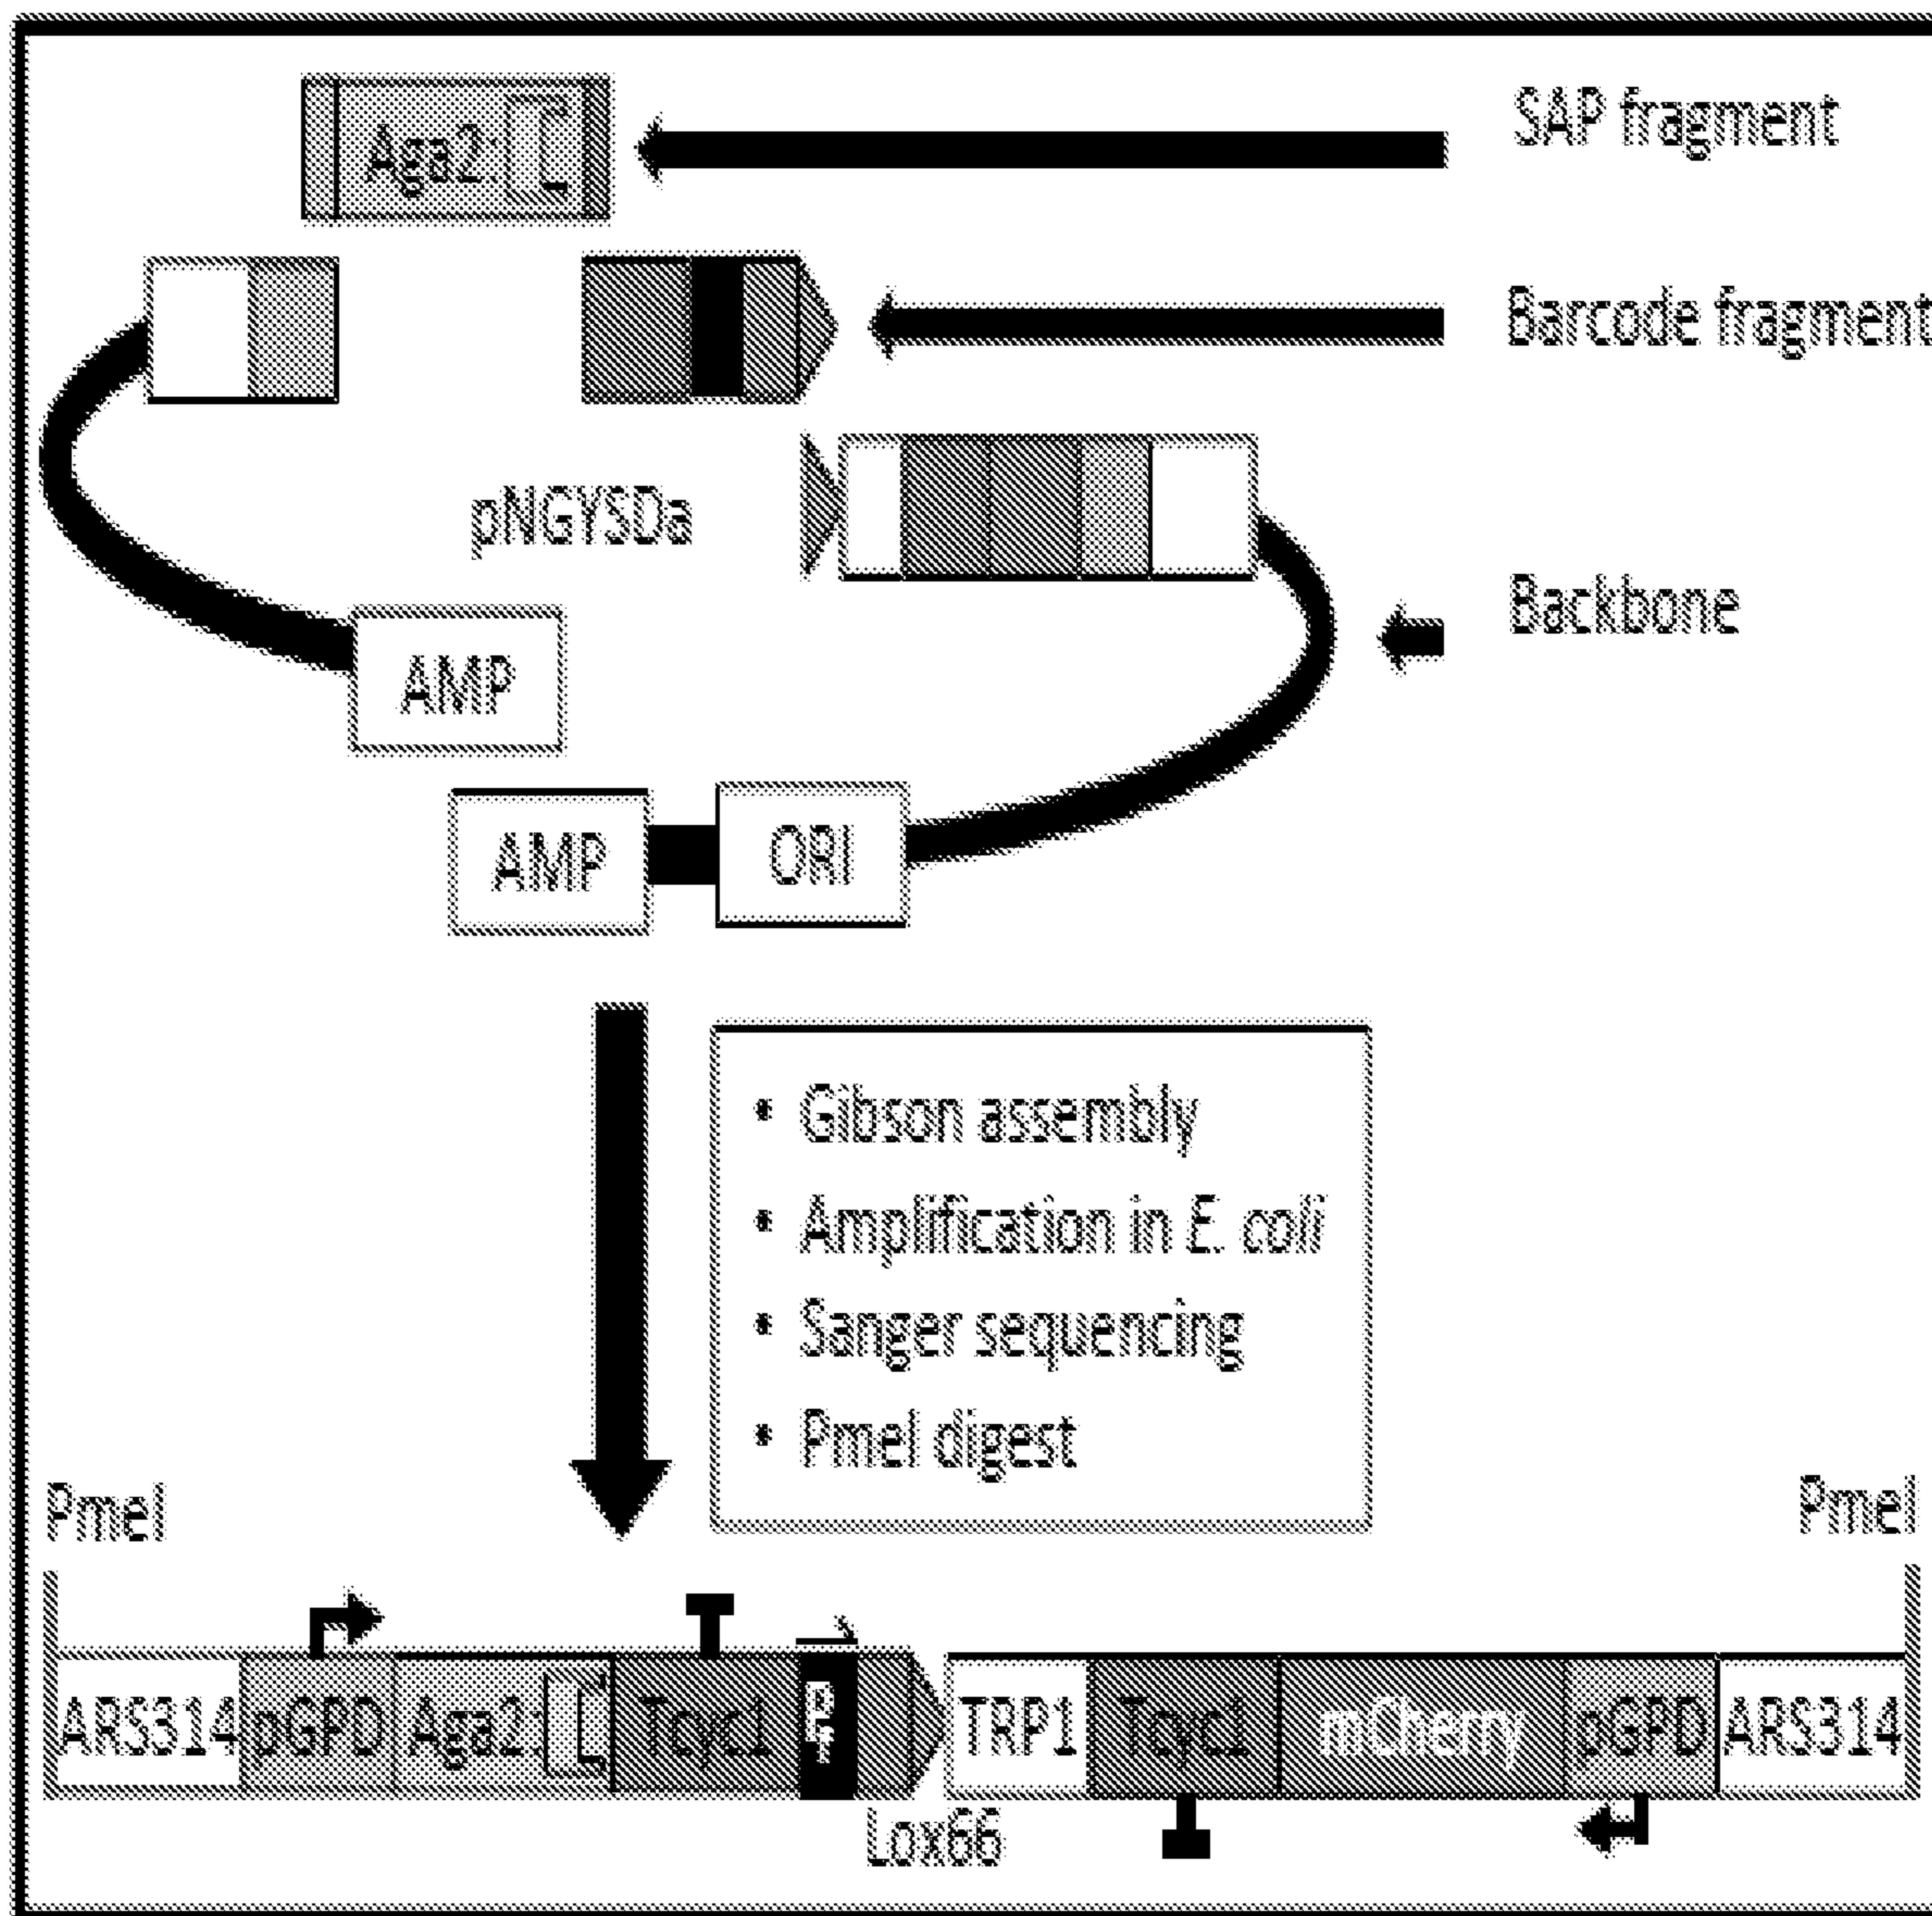 Aga2:
SAP fragment
Barcode fragment
pNGYSDa
Backbone
AMP
AMP
ORI
• Gibson assembly
• Amplification in E. coli
• Sanger sequencing
• PmeI digest
PmeI
PmeI
ARS314
pGPD
Aga2:
Tcyc1
TRP1
Tcyc1
mCherry
pGPD
ARS314
Lox66